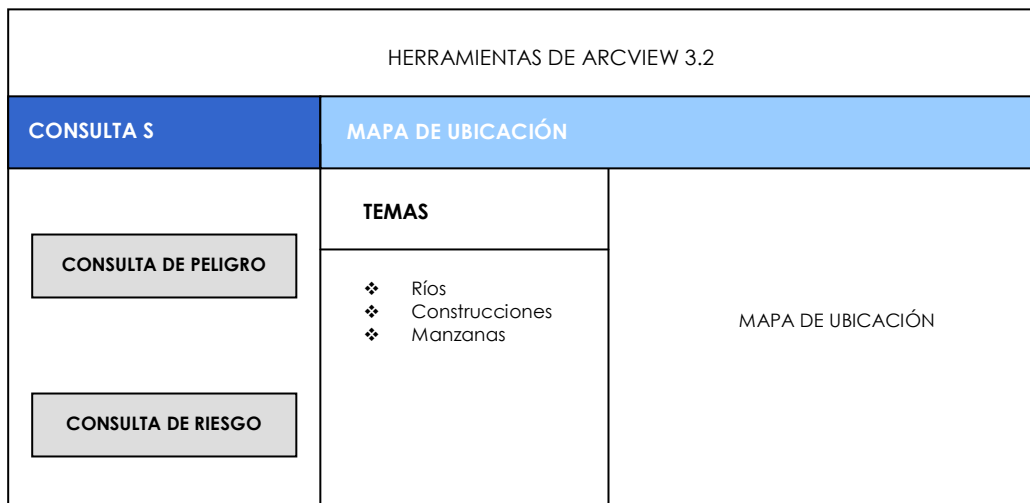 HERRAMIENTAS DE ARCVIEW 3.2
CONSULTA S
MAPA DE UBICACIÓN
CONSULTA DE PELIGRO
CONSULTA DE RIESGO
TEMAS
❖ Ríos
❖ Construcciones
❖ Manzanas
MAPA DE UBICACIÓN